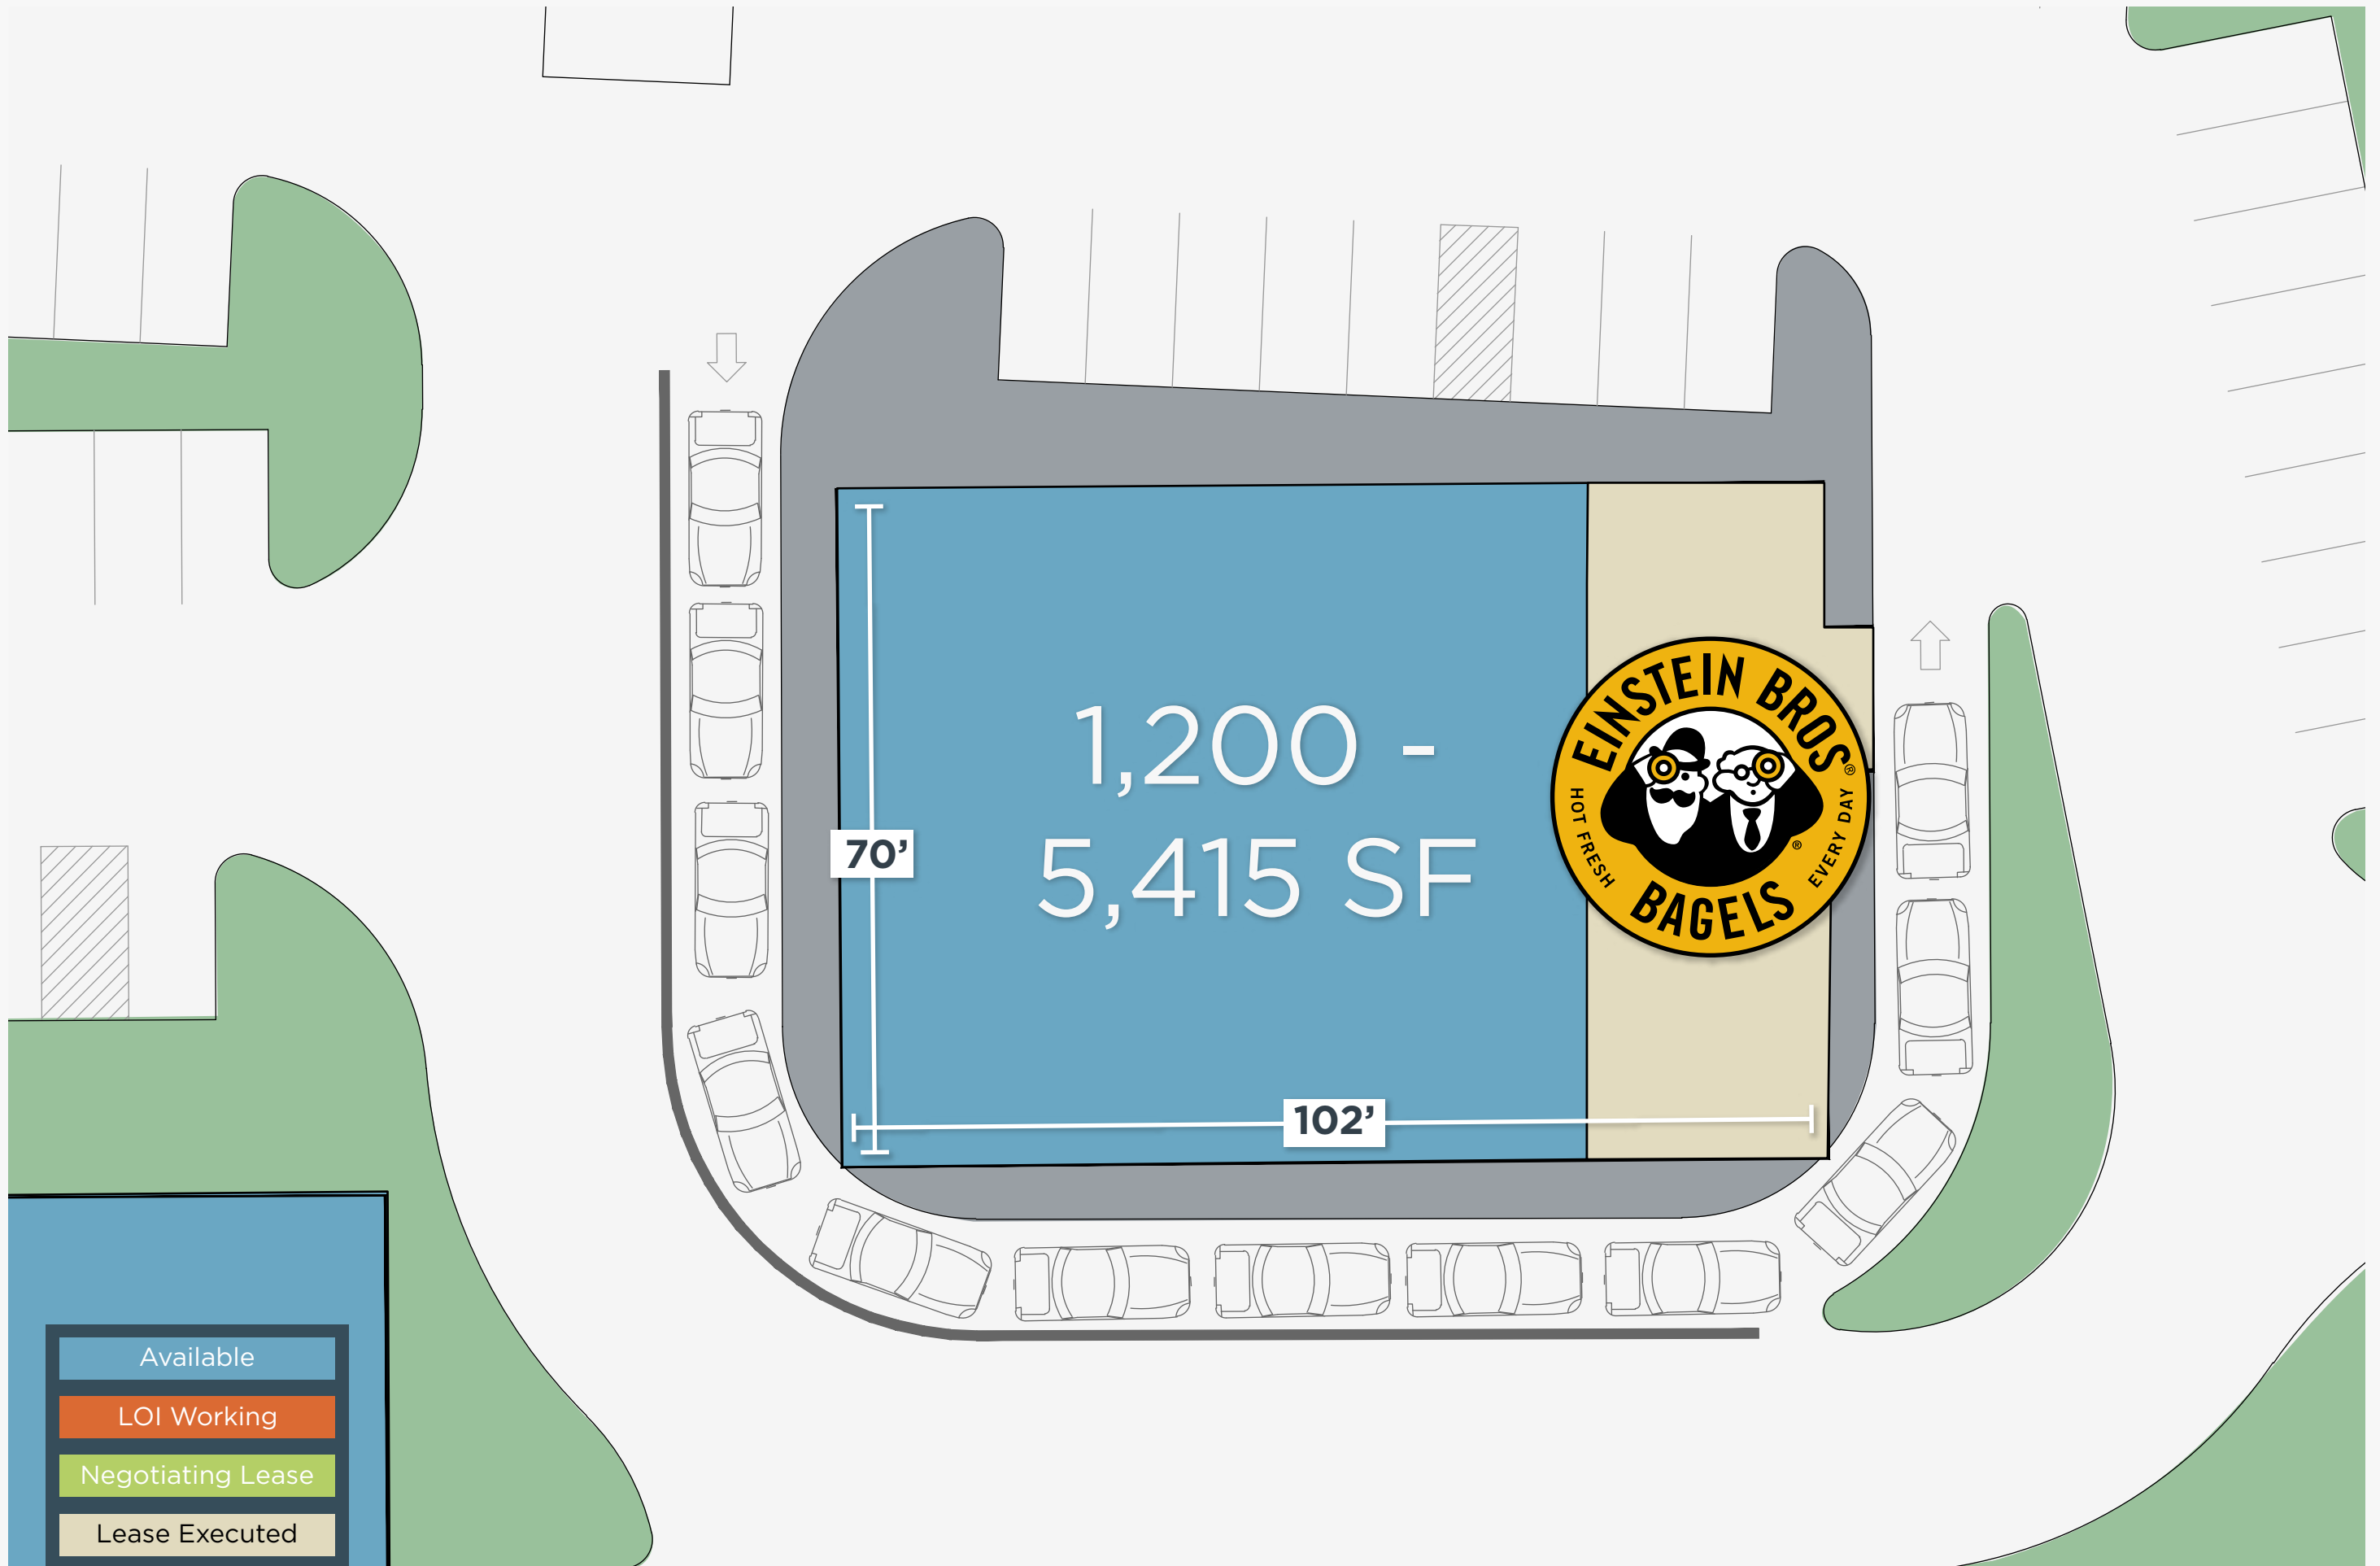 1,200 -
5,415 SF
70’
102’
EINSTEIN BROS®
HOT FRESH
EVERY DAY
®
BAGELS
Available
LOI Working
Negotiating Lease
Lease Executed